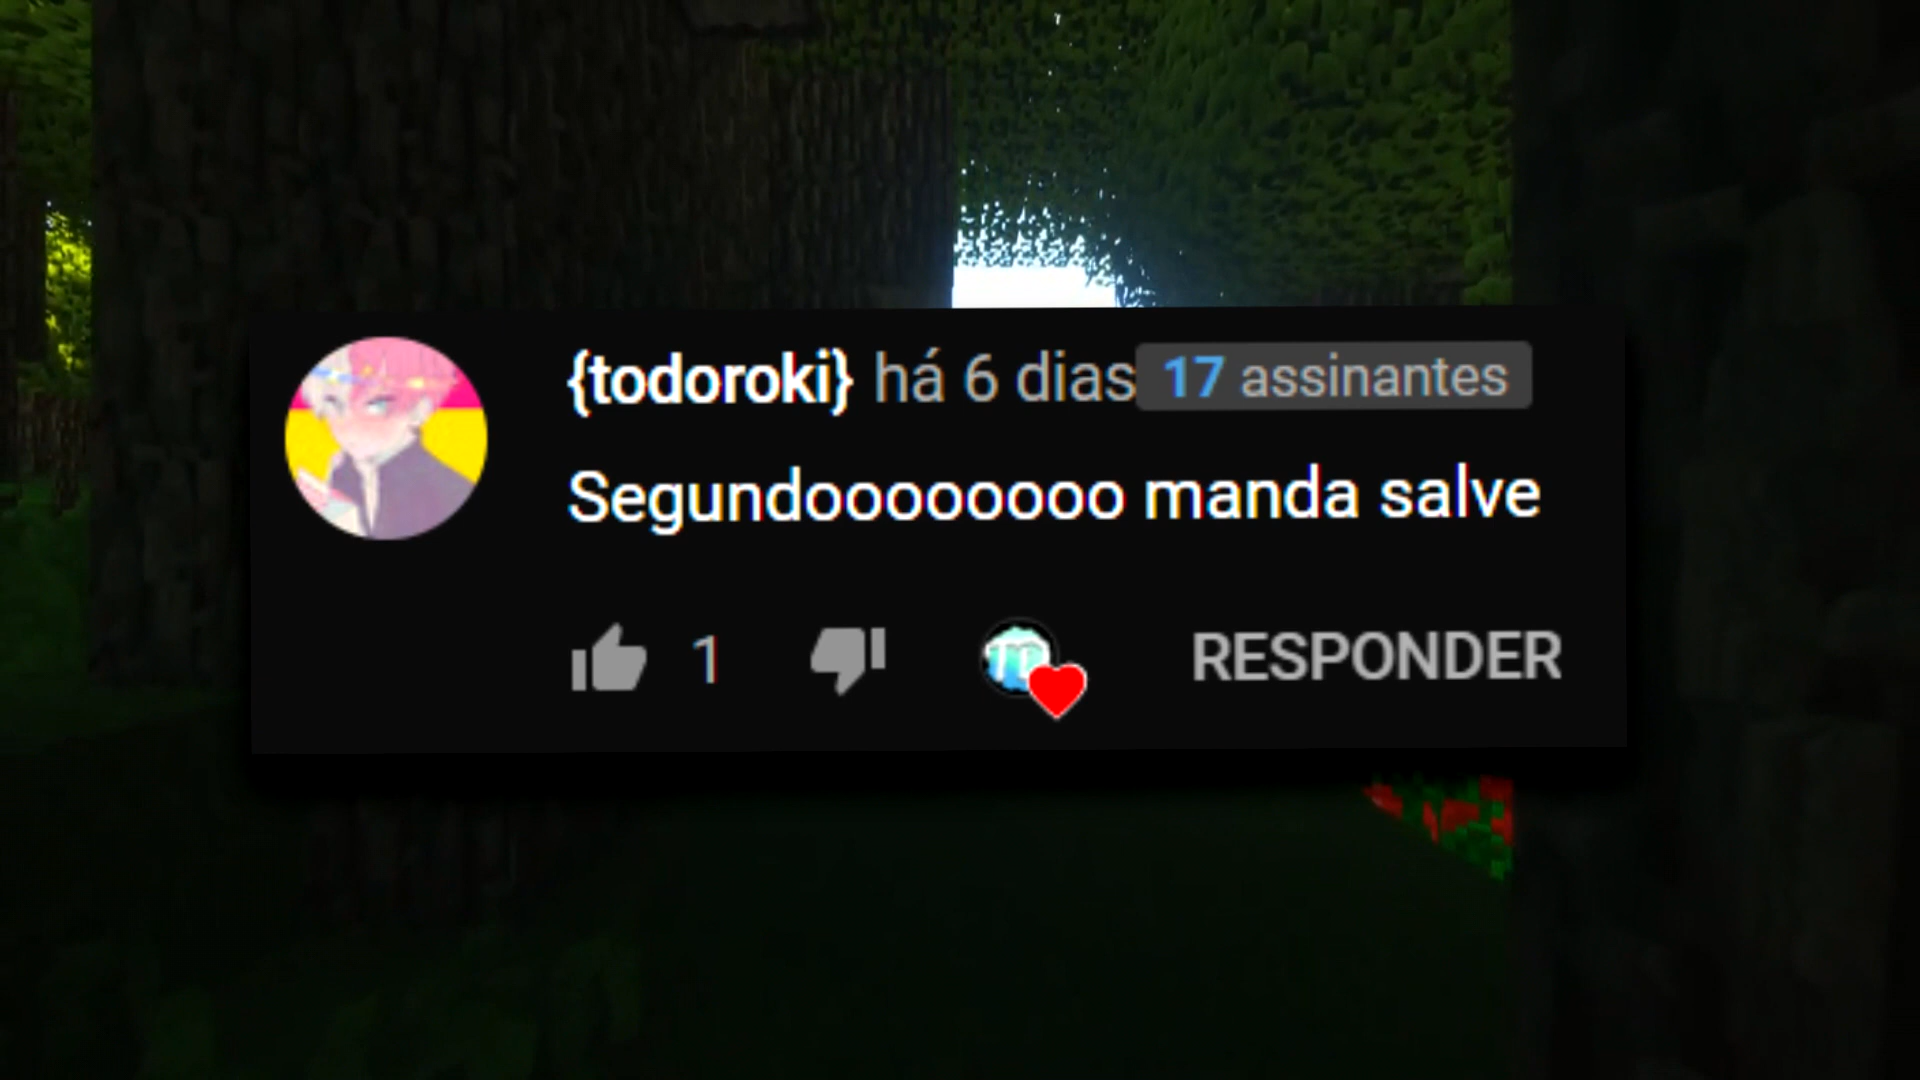 {todoroki} há 6 dias 17 assinantes
Segundoooooooo manda salve
1 RESPONDER